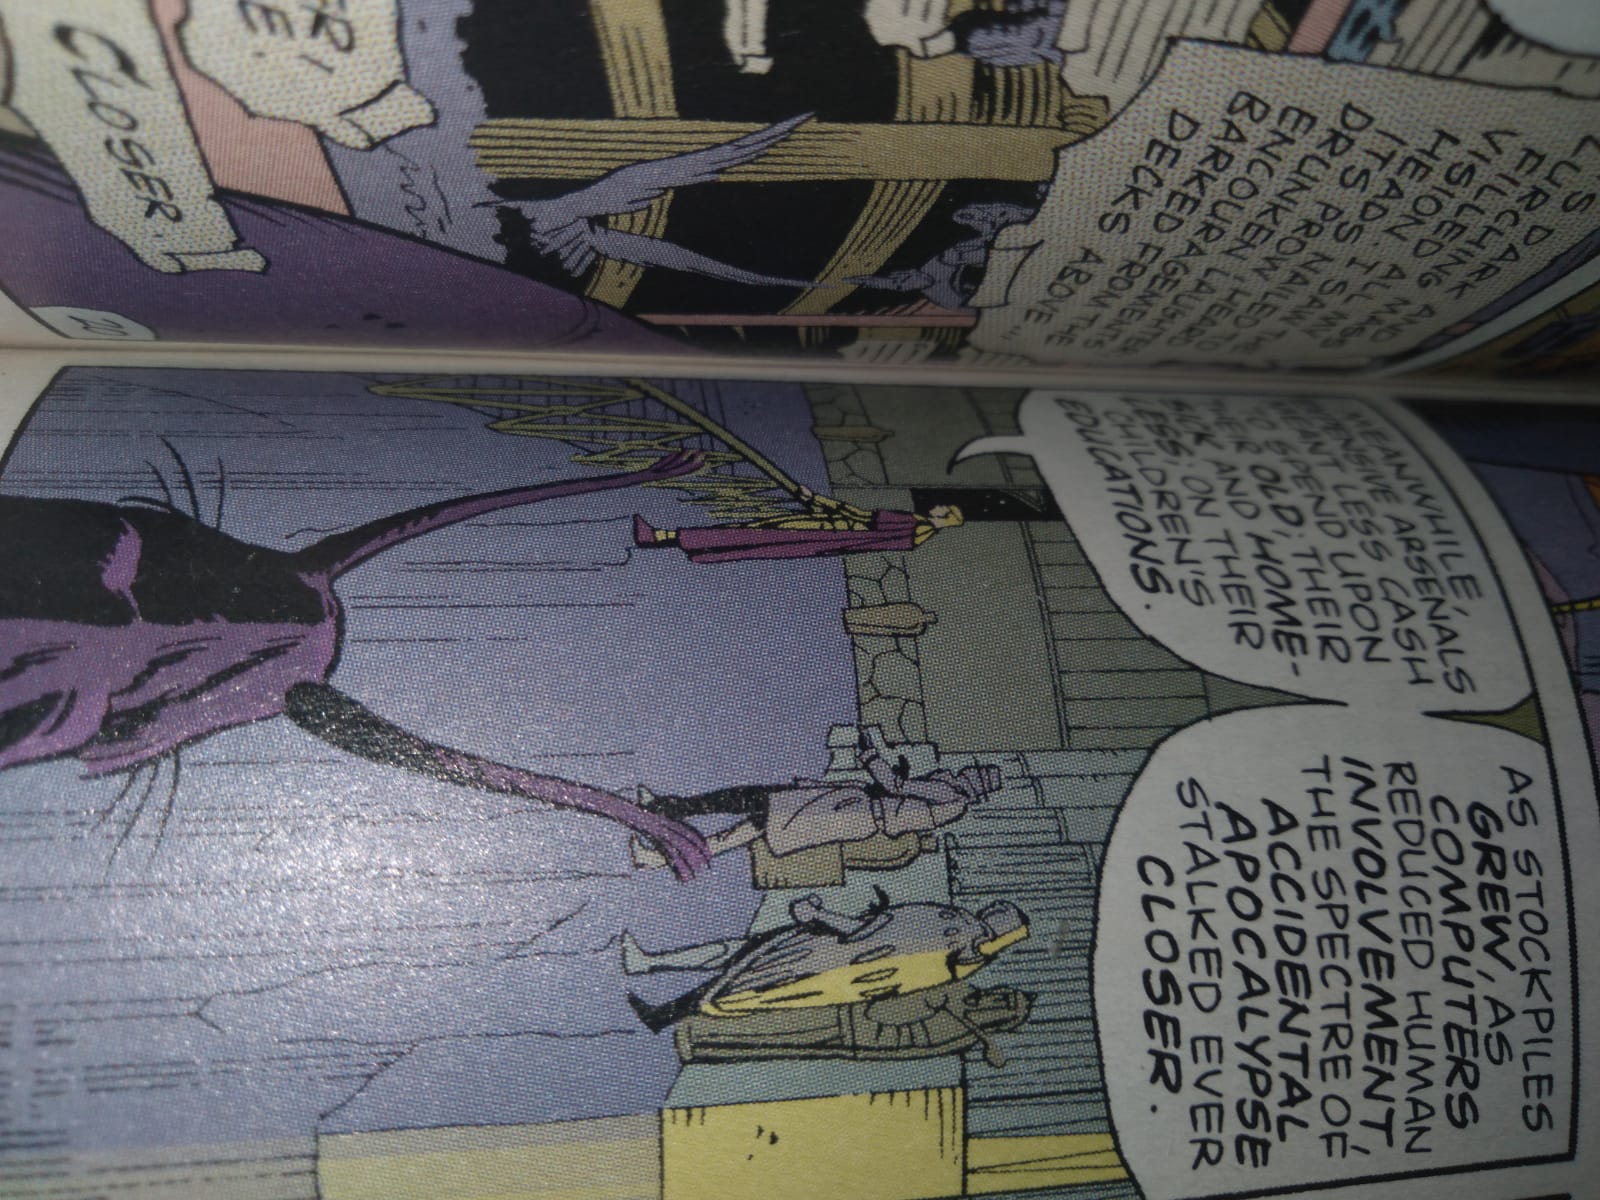 S DARK AND
LURCHING MASS
FILLED ALL MY
VISION. I SAW THE
HEADS NAILED TO
ITS PROW, HEARD
DRUNKEN LAUGHTER,
ENCOURAGEMENTS
BARKED FROM THE
DECKS ABOVE...
ER,
E.
CLOSER.
20
MEANWHILE,
EXPENSIVE ARSENALS
MEANT LESS CASH
TO SPEND UPON
THEIR OLD; THEIR
SICK AND HOME-
LESS; ON THEIR
CHILDREN'S
EDUCATIONS.
AS STOCKPILES
GREW, AS
COMPUTERS
REDUCED HUMAN
INVOLVEMENT,
THE SPECTRE OF
ACCIDENTAL
APOCALYPSE
STALKED EVER
CLOSER.